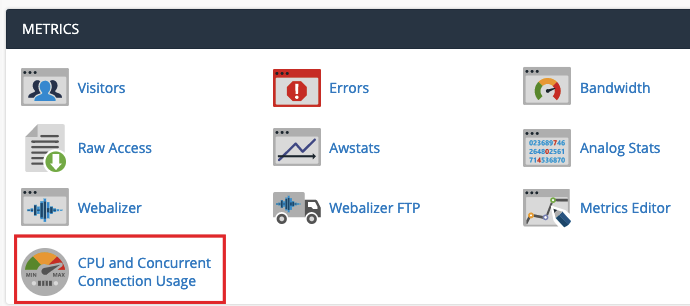 METRICS
Visitors
Errors
Bandwidth
Raw Access
Awstats
023689746
264802561
714536870
Analog Stats
Webalizer
Webalizer FTP
Metrics Editor
MIN MAX
CPU and Concurrent
Connection Usage